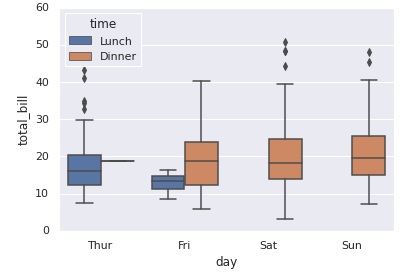 60
50
40
30
20
10
0
total_bill
time
Lunch
Dinner
Thur
Fri
Sat
Sun
day